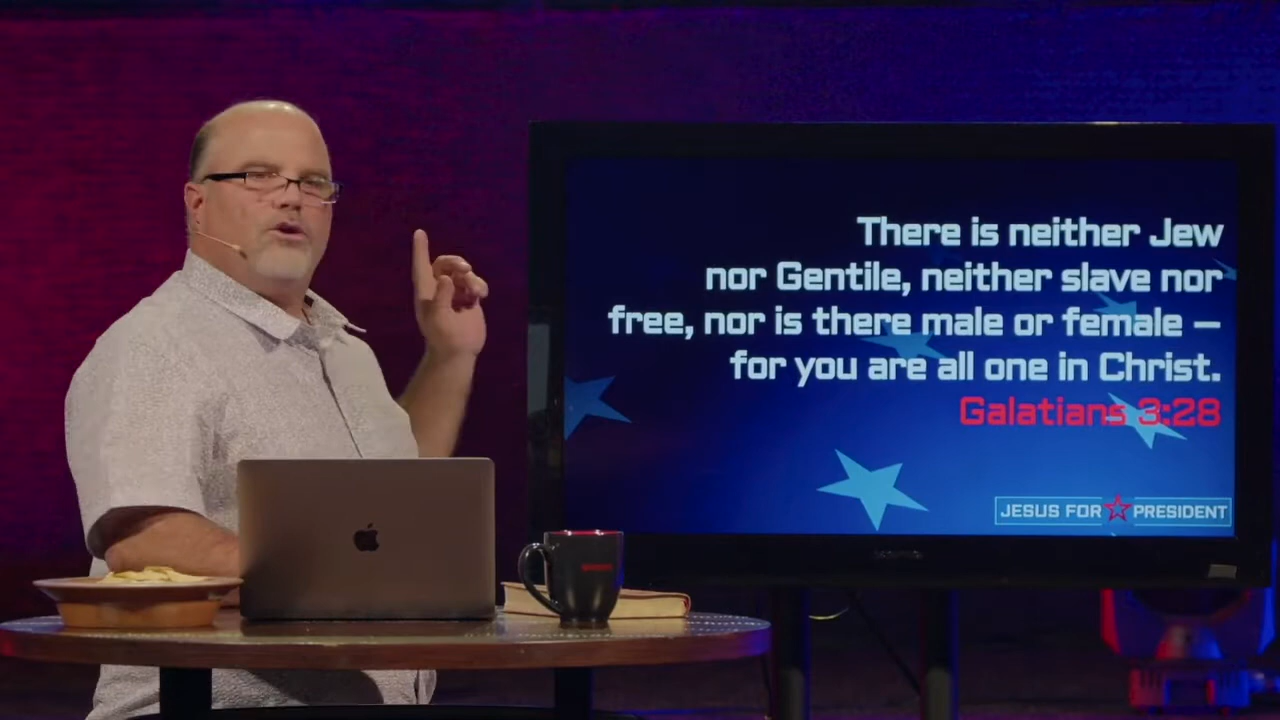 There is neither Jew
nor Gentile, neither slave nor
free, nor is there male or female –
for you are all one in Christ.
Galatians 3:28
JESUS FOR PRESIDENT